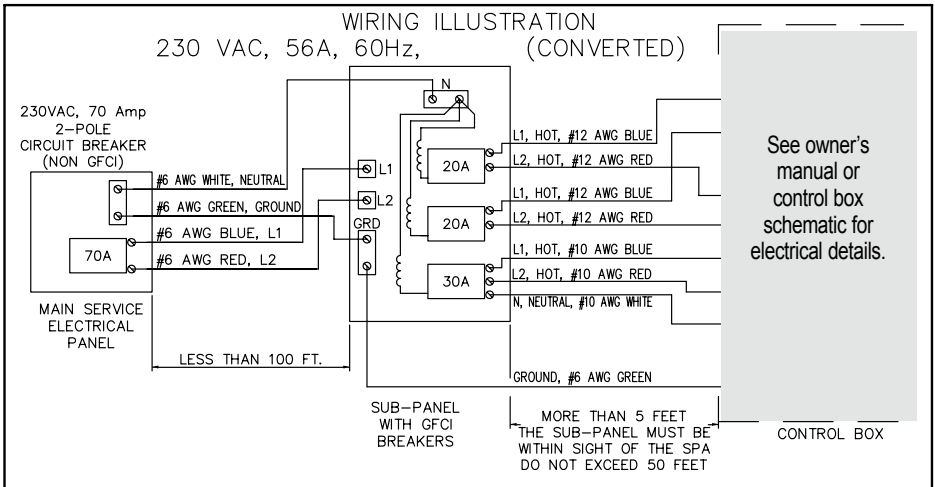 WIRING ILLUSTRATION
230 VAC, 56A, 60Hz, (CONVERTED)
230VAC, 70 Amp
2-POLE
CIRCUIT BREAKER
(NON GFCI)
70A
MAIN SERVICE
ELECTRICAL
PANEL
#6 AWG WHITE, NEUTRAL
#6 AWG GREEN, GROUND
#6 AWG BLUE, L1
#6 AWG RED, L2
LESS THAN 100 FT.
N
L1
L2
GRD
20A
20A
30A
SUB-PANEL
WITH GFCI
BREAKERS
L1, HOT, #12 AWG BLUE
L2, HOT, #12 AWG RED
L1, HOT, #12 AWG BLUE
L2, HOT, #12 AWG RED
L1, HOT, #10 AWG BLUE
L2, HOT, #10 AWG RED
N, NEUTRAL, #10 AWG WHITE
GROUND, #6 AWG GREEN
MORE THAN 5 FEET
THE SUB-PANEL MUST BE
WITHIN SIGHT OF THE SPA
DO NOT EXCEED 50 FEET
See owner's
manual or
control box
schematic for
electrical details.
CONTROL BOX